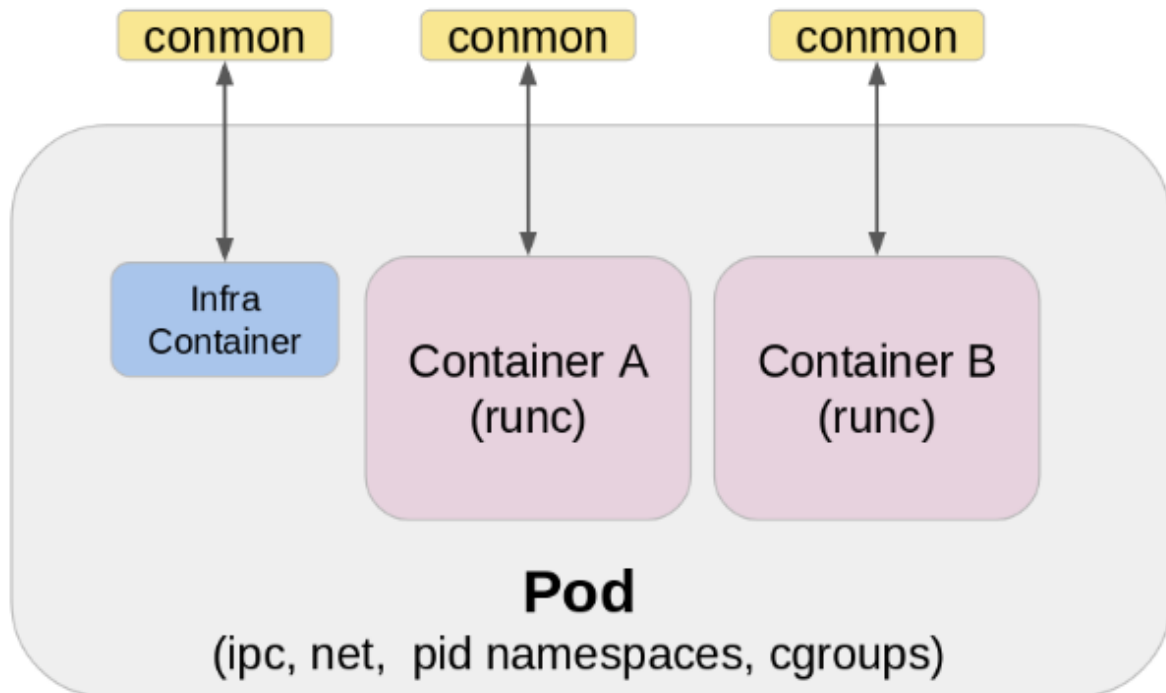 conmon
conmon
conmon
Infra
Container
Container A
(runc)
Container B
(runc)
Pod
(ipc, net, pid namespaces, cgroups)